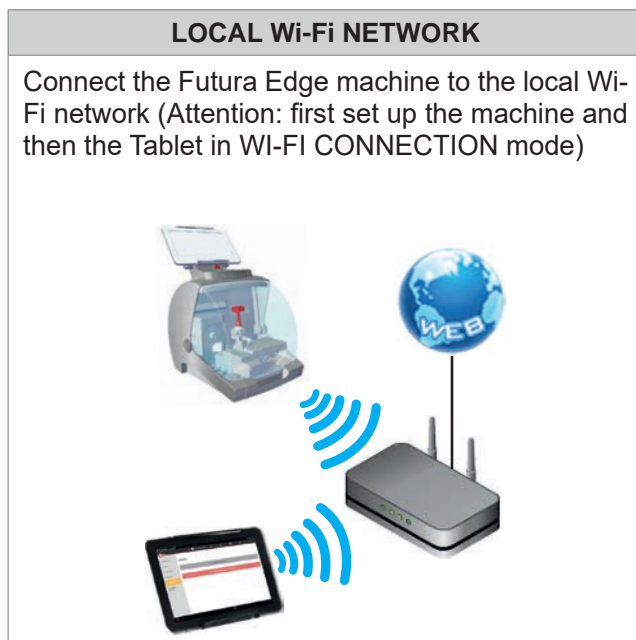 LOCAL Wi-Fi NETWORK
Connect the Futura Edge machine to the local Wi-
Fi network (Attention: first set up the machine and
then the Tablet in WI-FI CONNECTION mode)
WEB